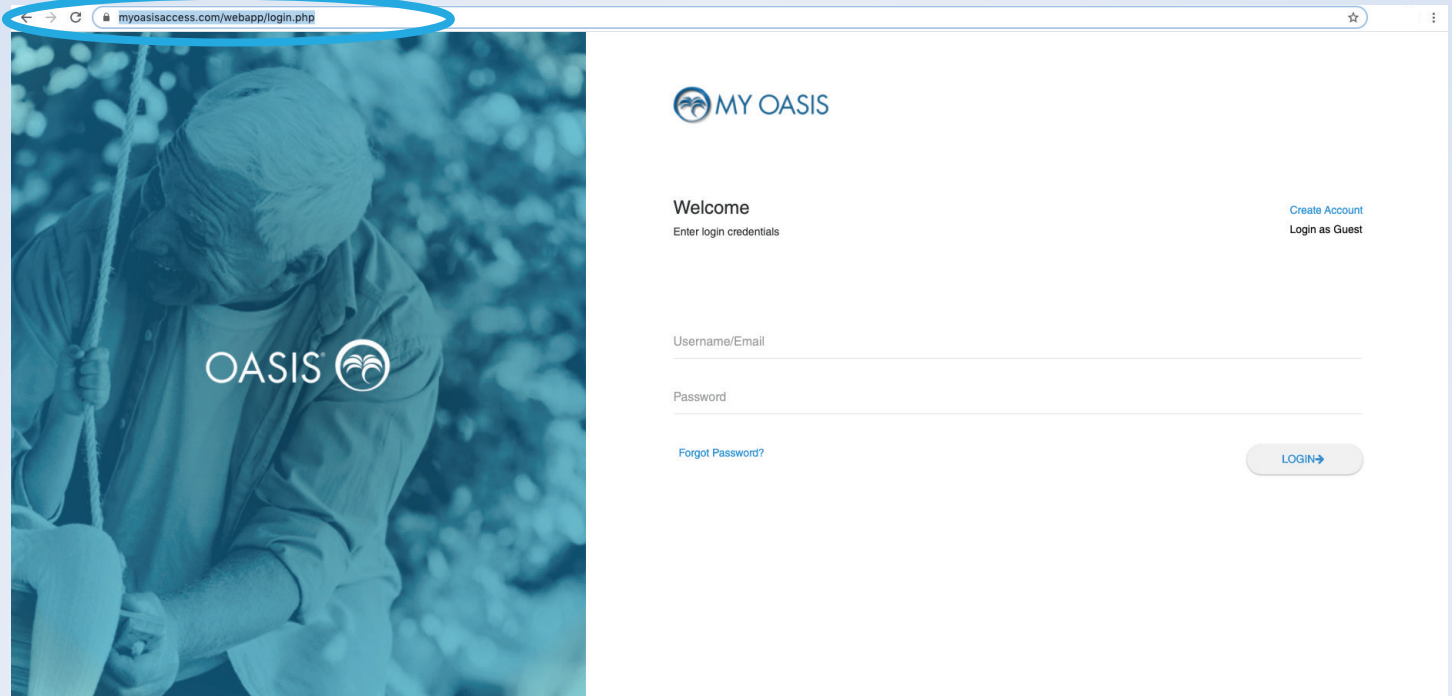 myoasisaccess.com/webapp/login.php
MY OASIS
Welcome
Create Account
Enter login credentials
Login as Guest
Username/Email
OASIS®
Password
Forgot Password?
LOGIN